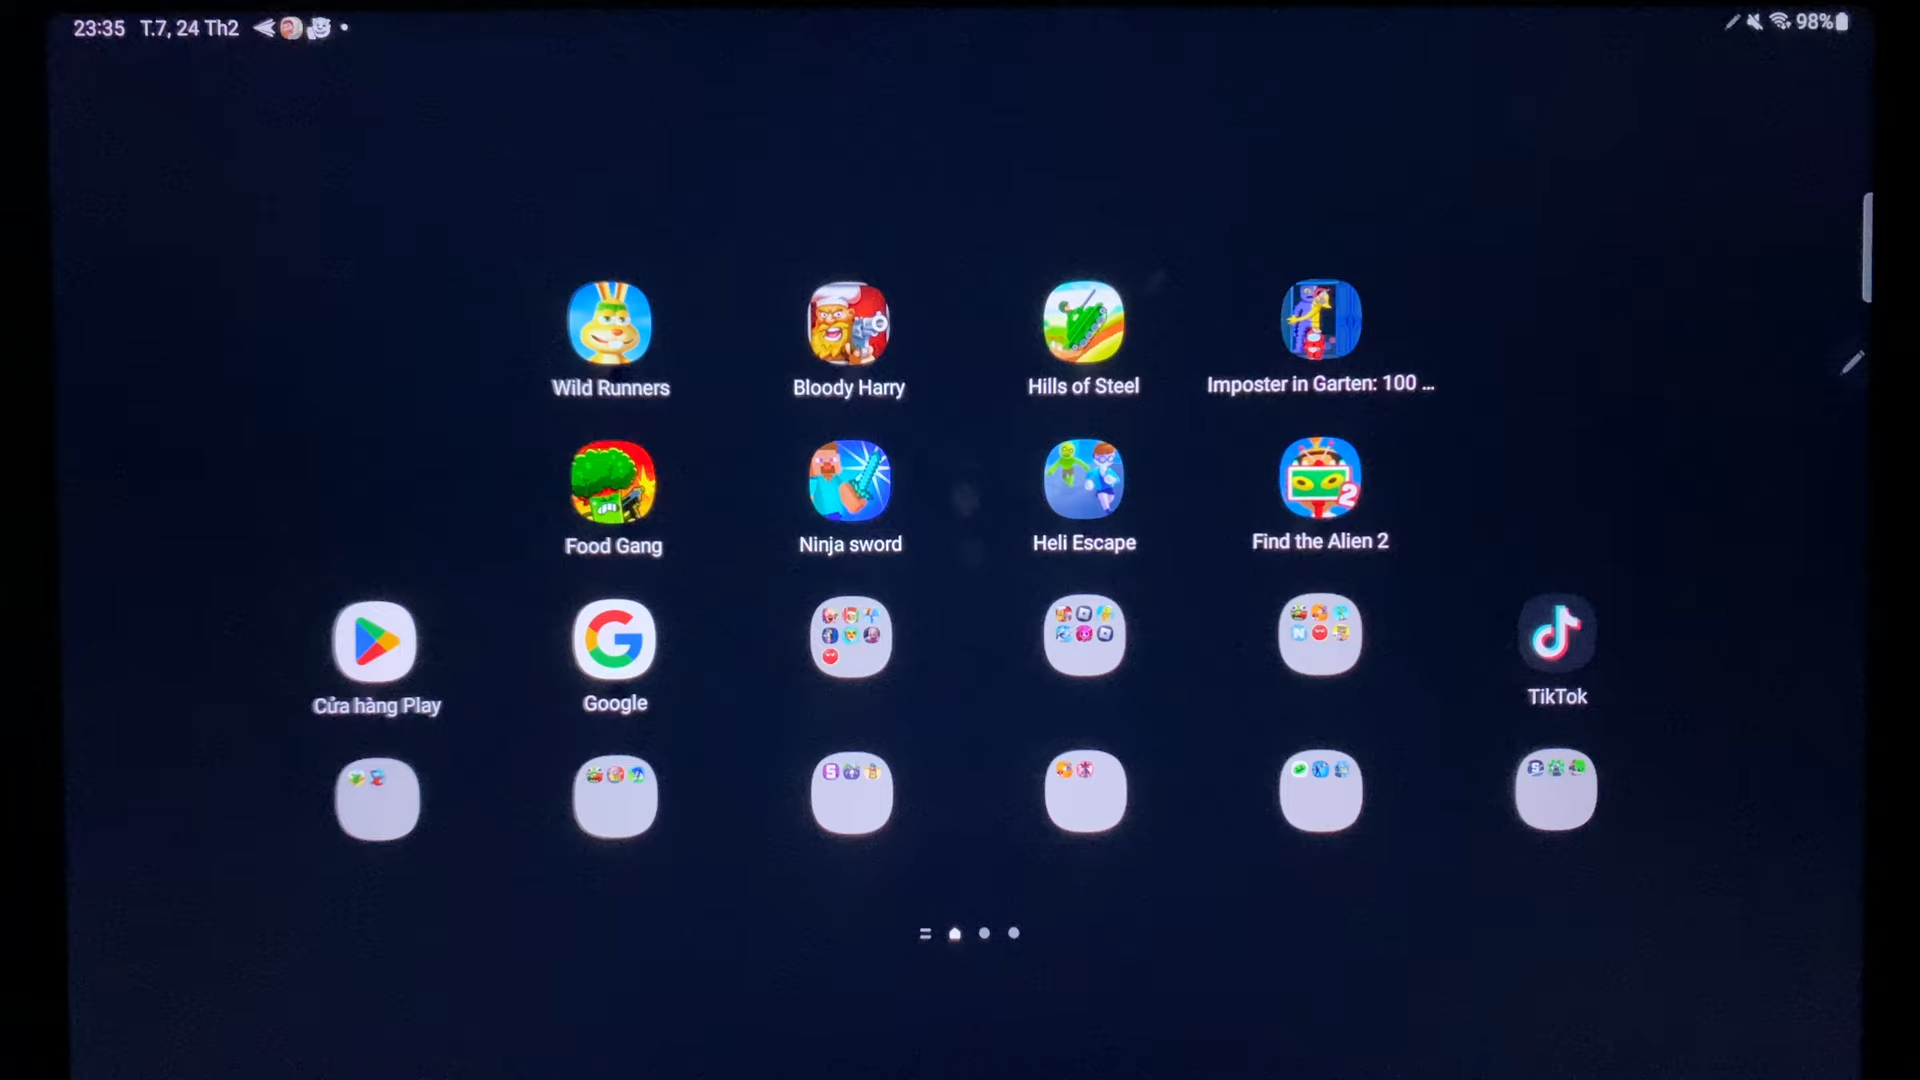 23:35 T.7, 24 Th2
98%
Wild Runners
Bloody Harry
Hills of Steel
Imposter in Garten: 100 ...
Food Gang
Ninja sword
Heli Escape
2
Find the Alien 2
Cửa hàng Play
Google
TikTok